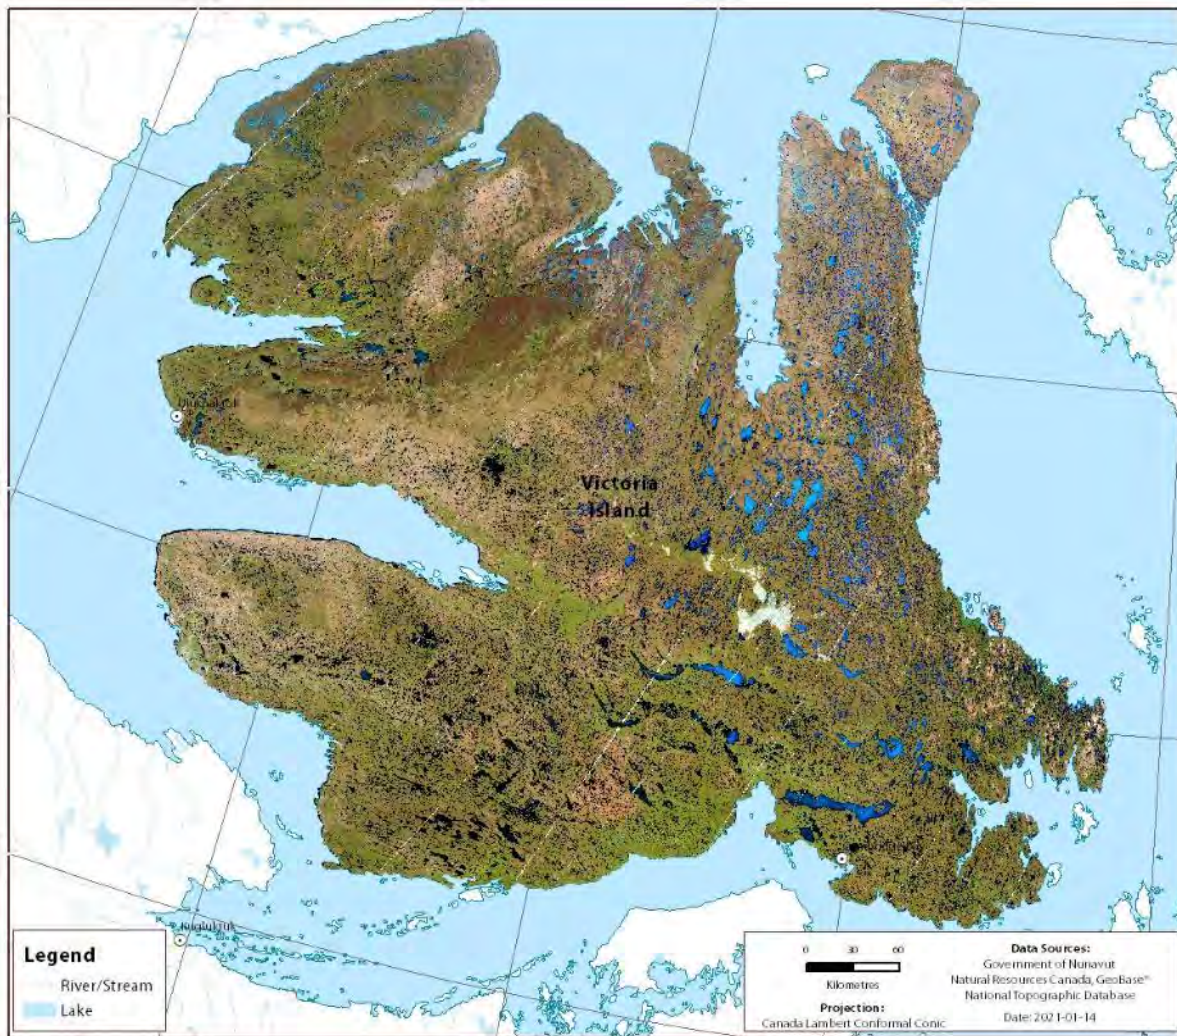 Victoria
Island
Kugluktuk
Legend
River/Stream
Lake
0 30 60
Kilometres
Projection:
Canada Lambert Conformal Conic
Data Sources:
Government of Nunavut
Natural Resources Canada, GeoBase®
National Topographic Database
Date: 2021-01-14